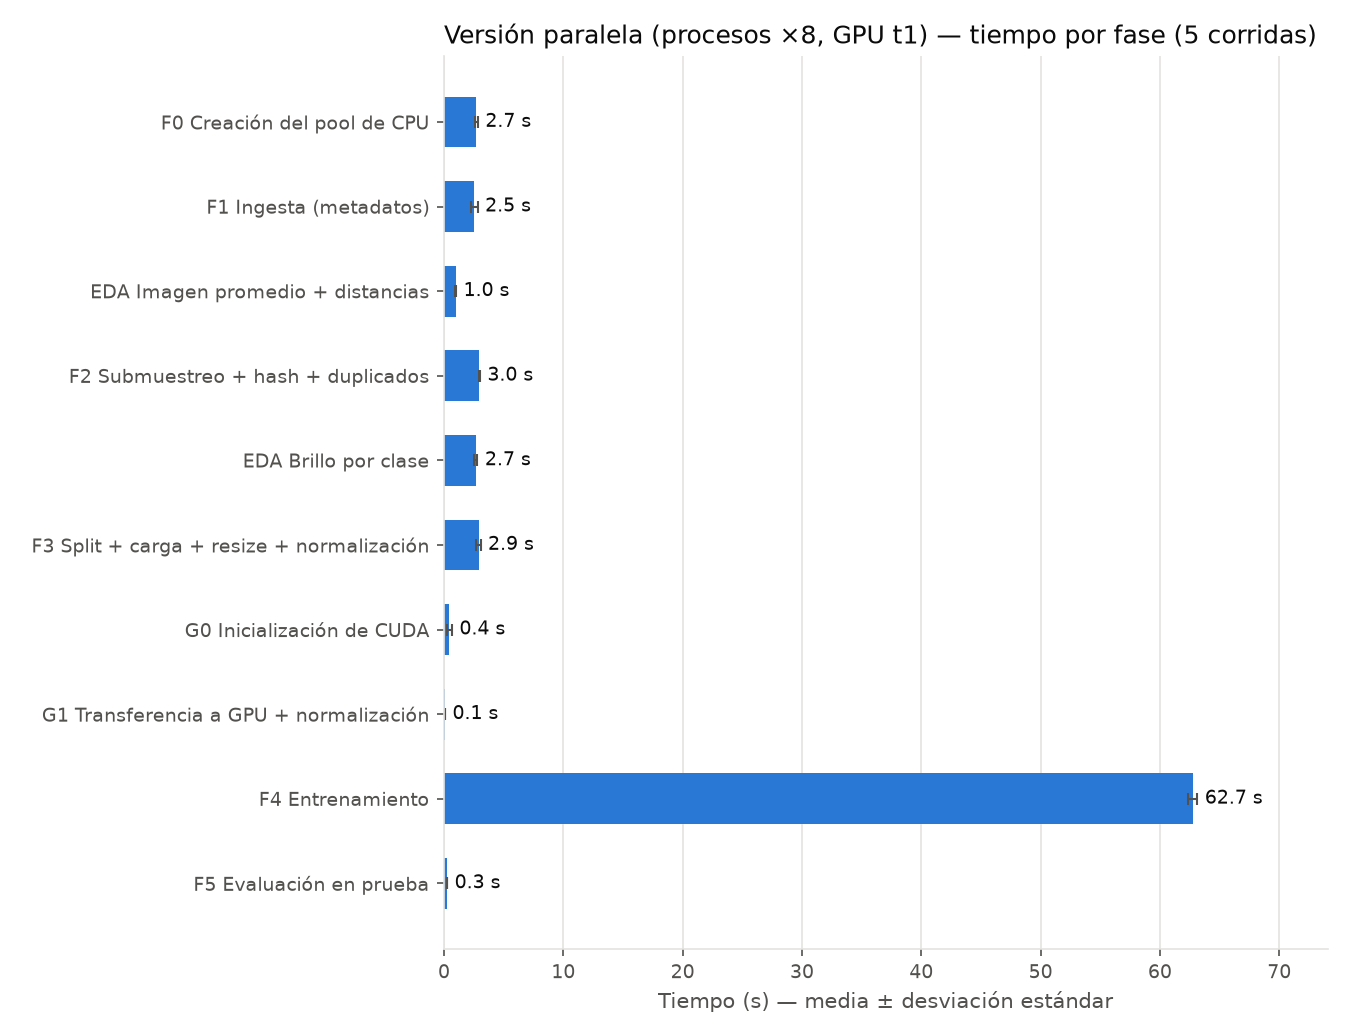 Versión paralela (procesos ×8, GPU t1) — tiempo por fase (5 corridas)
F0 Creación del pool de CPU
2.7 s
F1 Ingesta (metadatos)
2.5 s
EDA Imagen promedio + distancias
1.0 s
F2 Submuestreo + hash + duplicados
3.0 s
EDA Brillo por clase
2.7 s
F3 Split + carga + resize + normalización
2.9 s
G0 Inicialización de CUDA
0.4 s
G1 Transferencia a GPU + normalización
0.1 s
F4 Entrenamiento
62.7 s
F5 Evaluación en prueba
0.3 s
0 10 20 30 40 50 60 70
Tiempo (s) — media ± desviación estándar